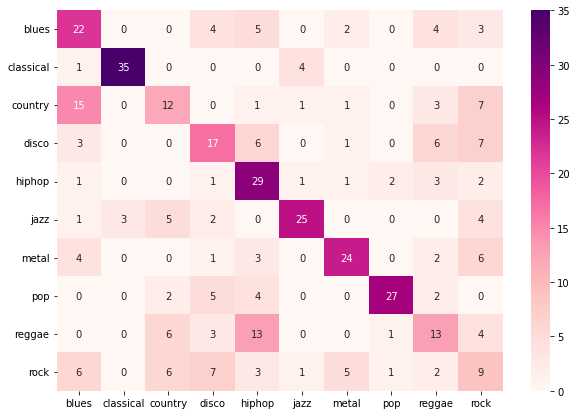 blues 22 0 0 4 5 0 2 0 4 3
classical 1 35 0 0 0 4 0 0 0 0
country 15 0 12 0 1 1 1 0 3 7
disco 3 0 0 17 6 0 1 0 6 7
hiphop 1 0 0 1 29 1 1 2 3 2
jazz 1 3 5 2 0 25 0 0 0 4
metal 4 0 0 1 3 0 24 0 2 6
pop 0 0 2 5 4 0 0 27 2 0
reggae 0 0 6 3 13 0 0 1 13 4
rock 6 0 6 7 3 1 5 1 2 9
blues classical country disco hiphop jazz metal pop reggae rock
35
30
25
20
15
10
5
0